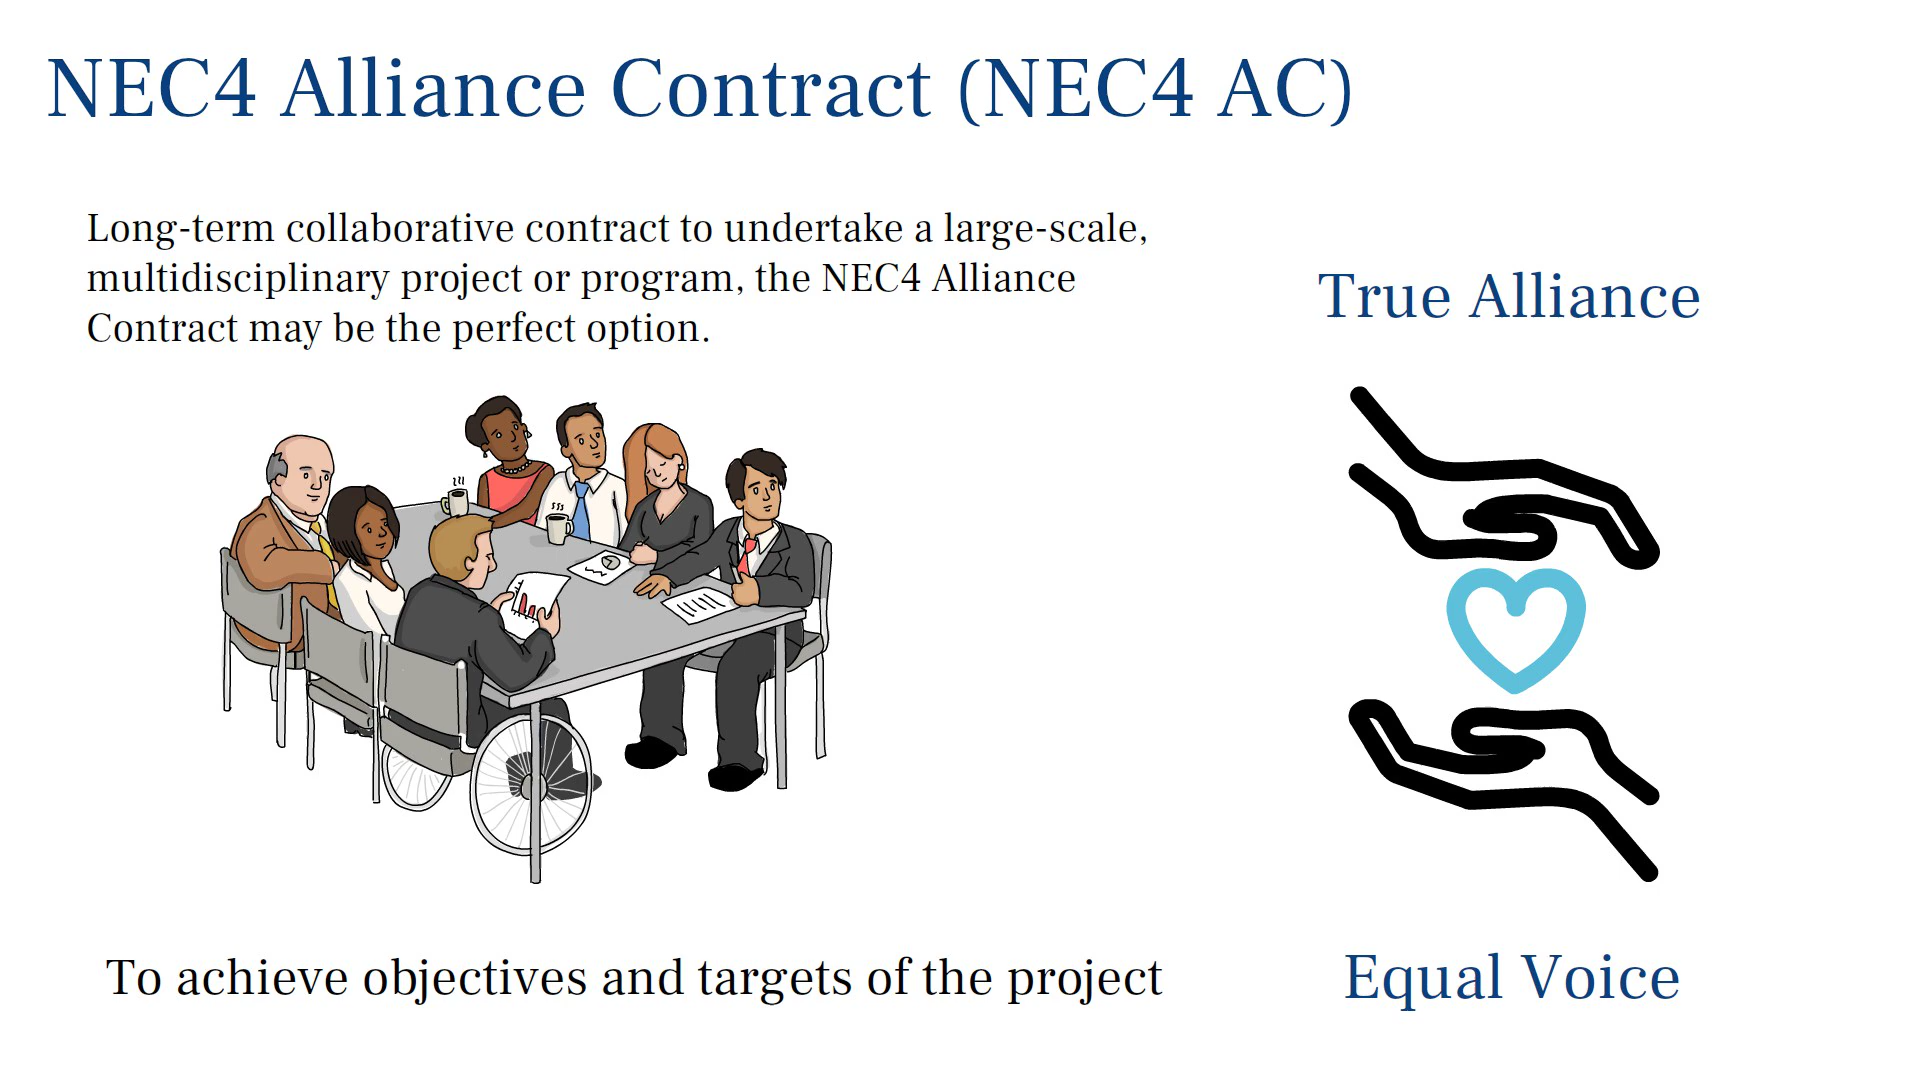 NEC4 Alliance Contract (NEC4 AC)
Long-term collaborative contract to undertake a large-scale,
multidisciplinary project or program, the NEC4 Alliance
Contract may be the perfect option.
True Alliance
To achieve objectives and targets of the project
Equal Voice